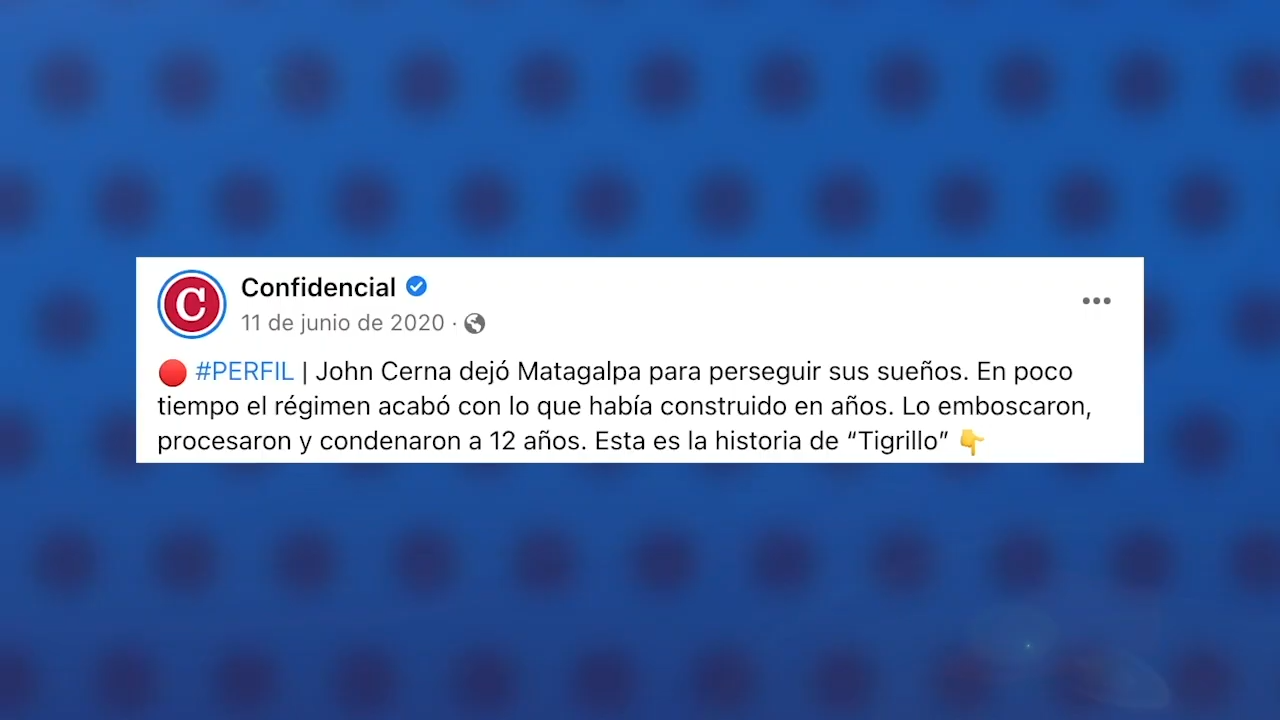 C
Confidencial
11 de junio de 2020 ·
🔴 #PERFIL | John Cerna dejó Matagalpa para perseguir sus sueños. En poco
tiempo el régimen acabó con lo que había construido en años. Lo emboscaron,
procesaron y condenaron a 12 años. Esta es la historia de “Tigrillo” 👇